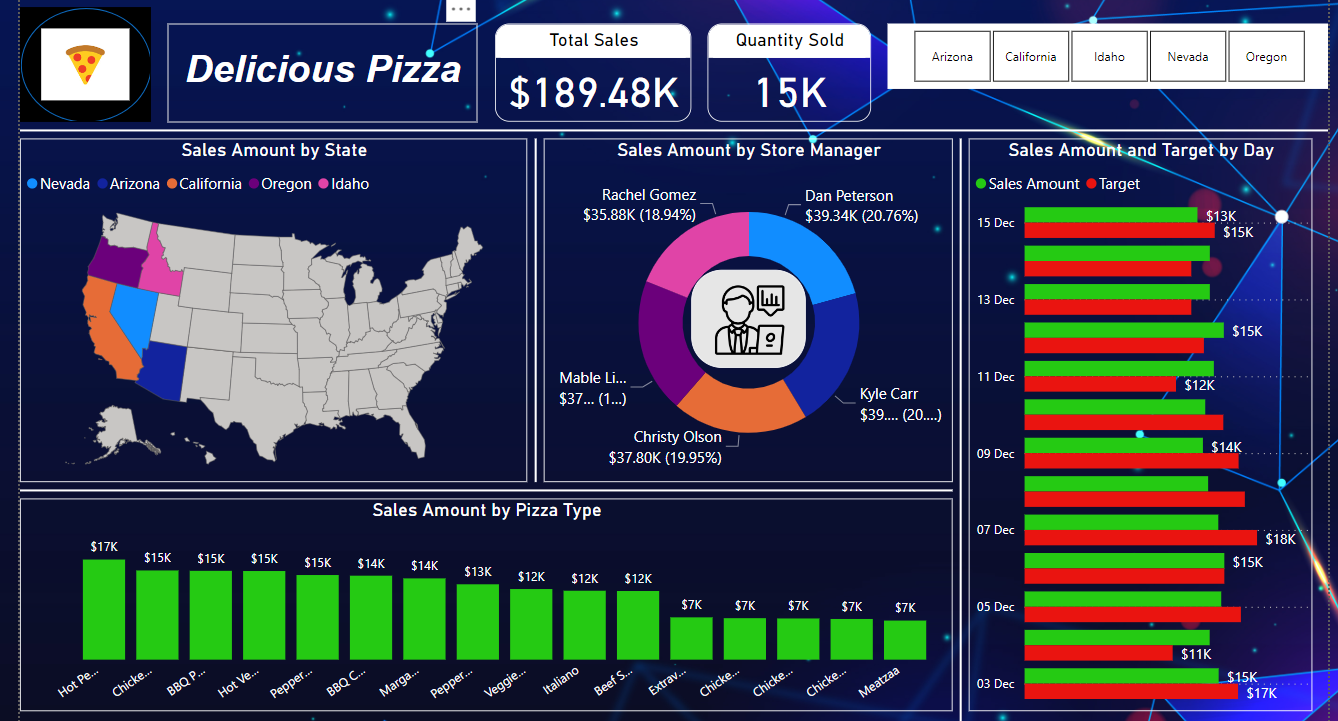 Delicious Pizza
Total Sales
$189.48K
Quantity Sold
15K
Arizona
California
Idaho
Nevada
Oregon
Sales Amount by State
Nevada
Arizona
California
Oregon
Idaho
Sales Amount by Store Manager
Rachel Gomez
$35.88K (18.94%)
Dan Peterson
$39.34K (20.76%)
Mable Li...
$37... (1...)
Kyle Carr
$39.... (20....)
Christy Olson
$37.80K (19.95%)
Sales Amount and Target by Day
Sales Amount
Target
15 Dec
$13K
$15K
13 Dec
$15K
11 Dec
$12K
09 Dec
$14K
07 Dec
$18K
$15K
05 Dec
$11K
03 Dec
$15K
$17K
Sales Amount by Pizza Type
$17K
$15K
$15K
$15K
$15K
$14K
$14K
$13K
$12K
$12K
$12K
$7K
$7K
$7K
$7K
$7K
Hot Pe...
Chicke...
BBQ P...
Hot Ve...
Pepper...
BBQ C...
Marga...
Pepper...
Veggie...
Italiano
Beef S...
Extrav...
Chicke...
Chicke...
Chicke...
Meatzaa